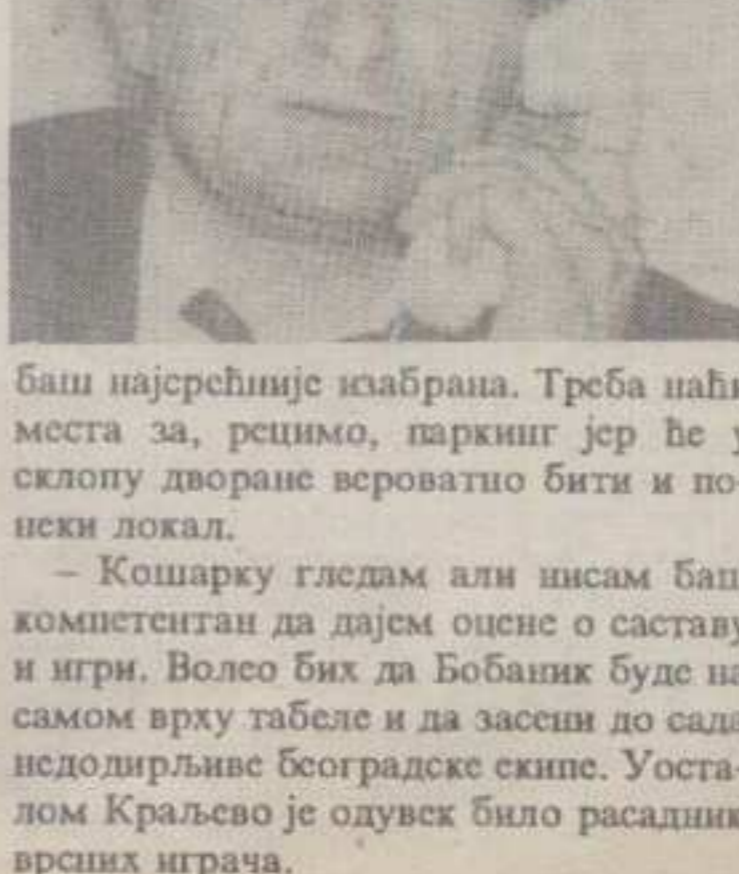 баш најсрећније изабрана. Треба наћи
места за, рецимо, паркинг јер ће у
склопу дворане вероватно бити и по-
неки локал.
– Кошарку гледам али нисам баш
компетентан да дајем оцене о саставу
и игри. Волео бих да Бобаник буде на
самом врху табеле и да засени до сада
недодирљиве београдске екипе. Уоста-
лом Краљево је одувек било расадник
врсних играча.